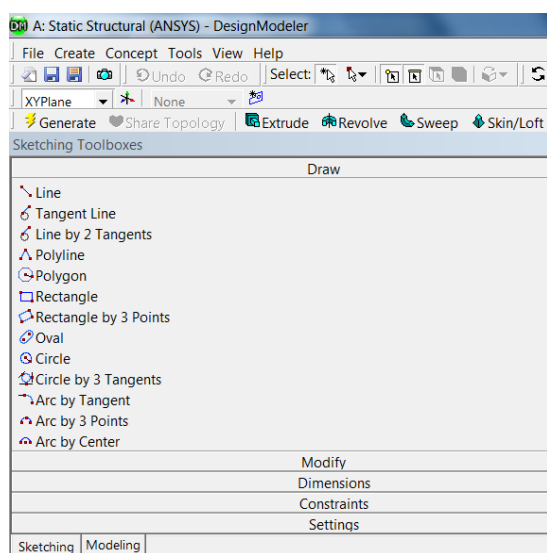 DM A: Static Structural (ANSYS) - DesignModeler
File Create Concept Tools View Help
Undo Redo Select:
XYPlane None
Generate Share Topology Extrude Revolve Sweep Skin/Loft
Sketching Toolboxes
Draw
Line
Tangent Line
Line by 2 Tangents
Polyline
Polygon
Rectangle
Rectangle by 3 Points
Oval
Circle
Circle by 3 Tangents
Arc by Tangent
Arc by 3 Points
Arc by Center
Modify
Dimensions
Constraints
Settings
Sketching Modeling